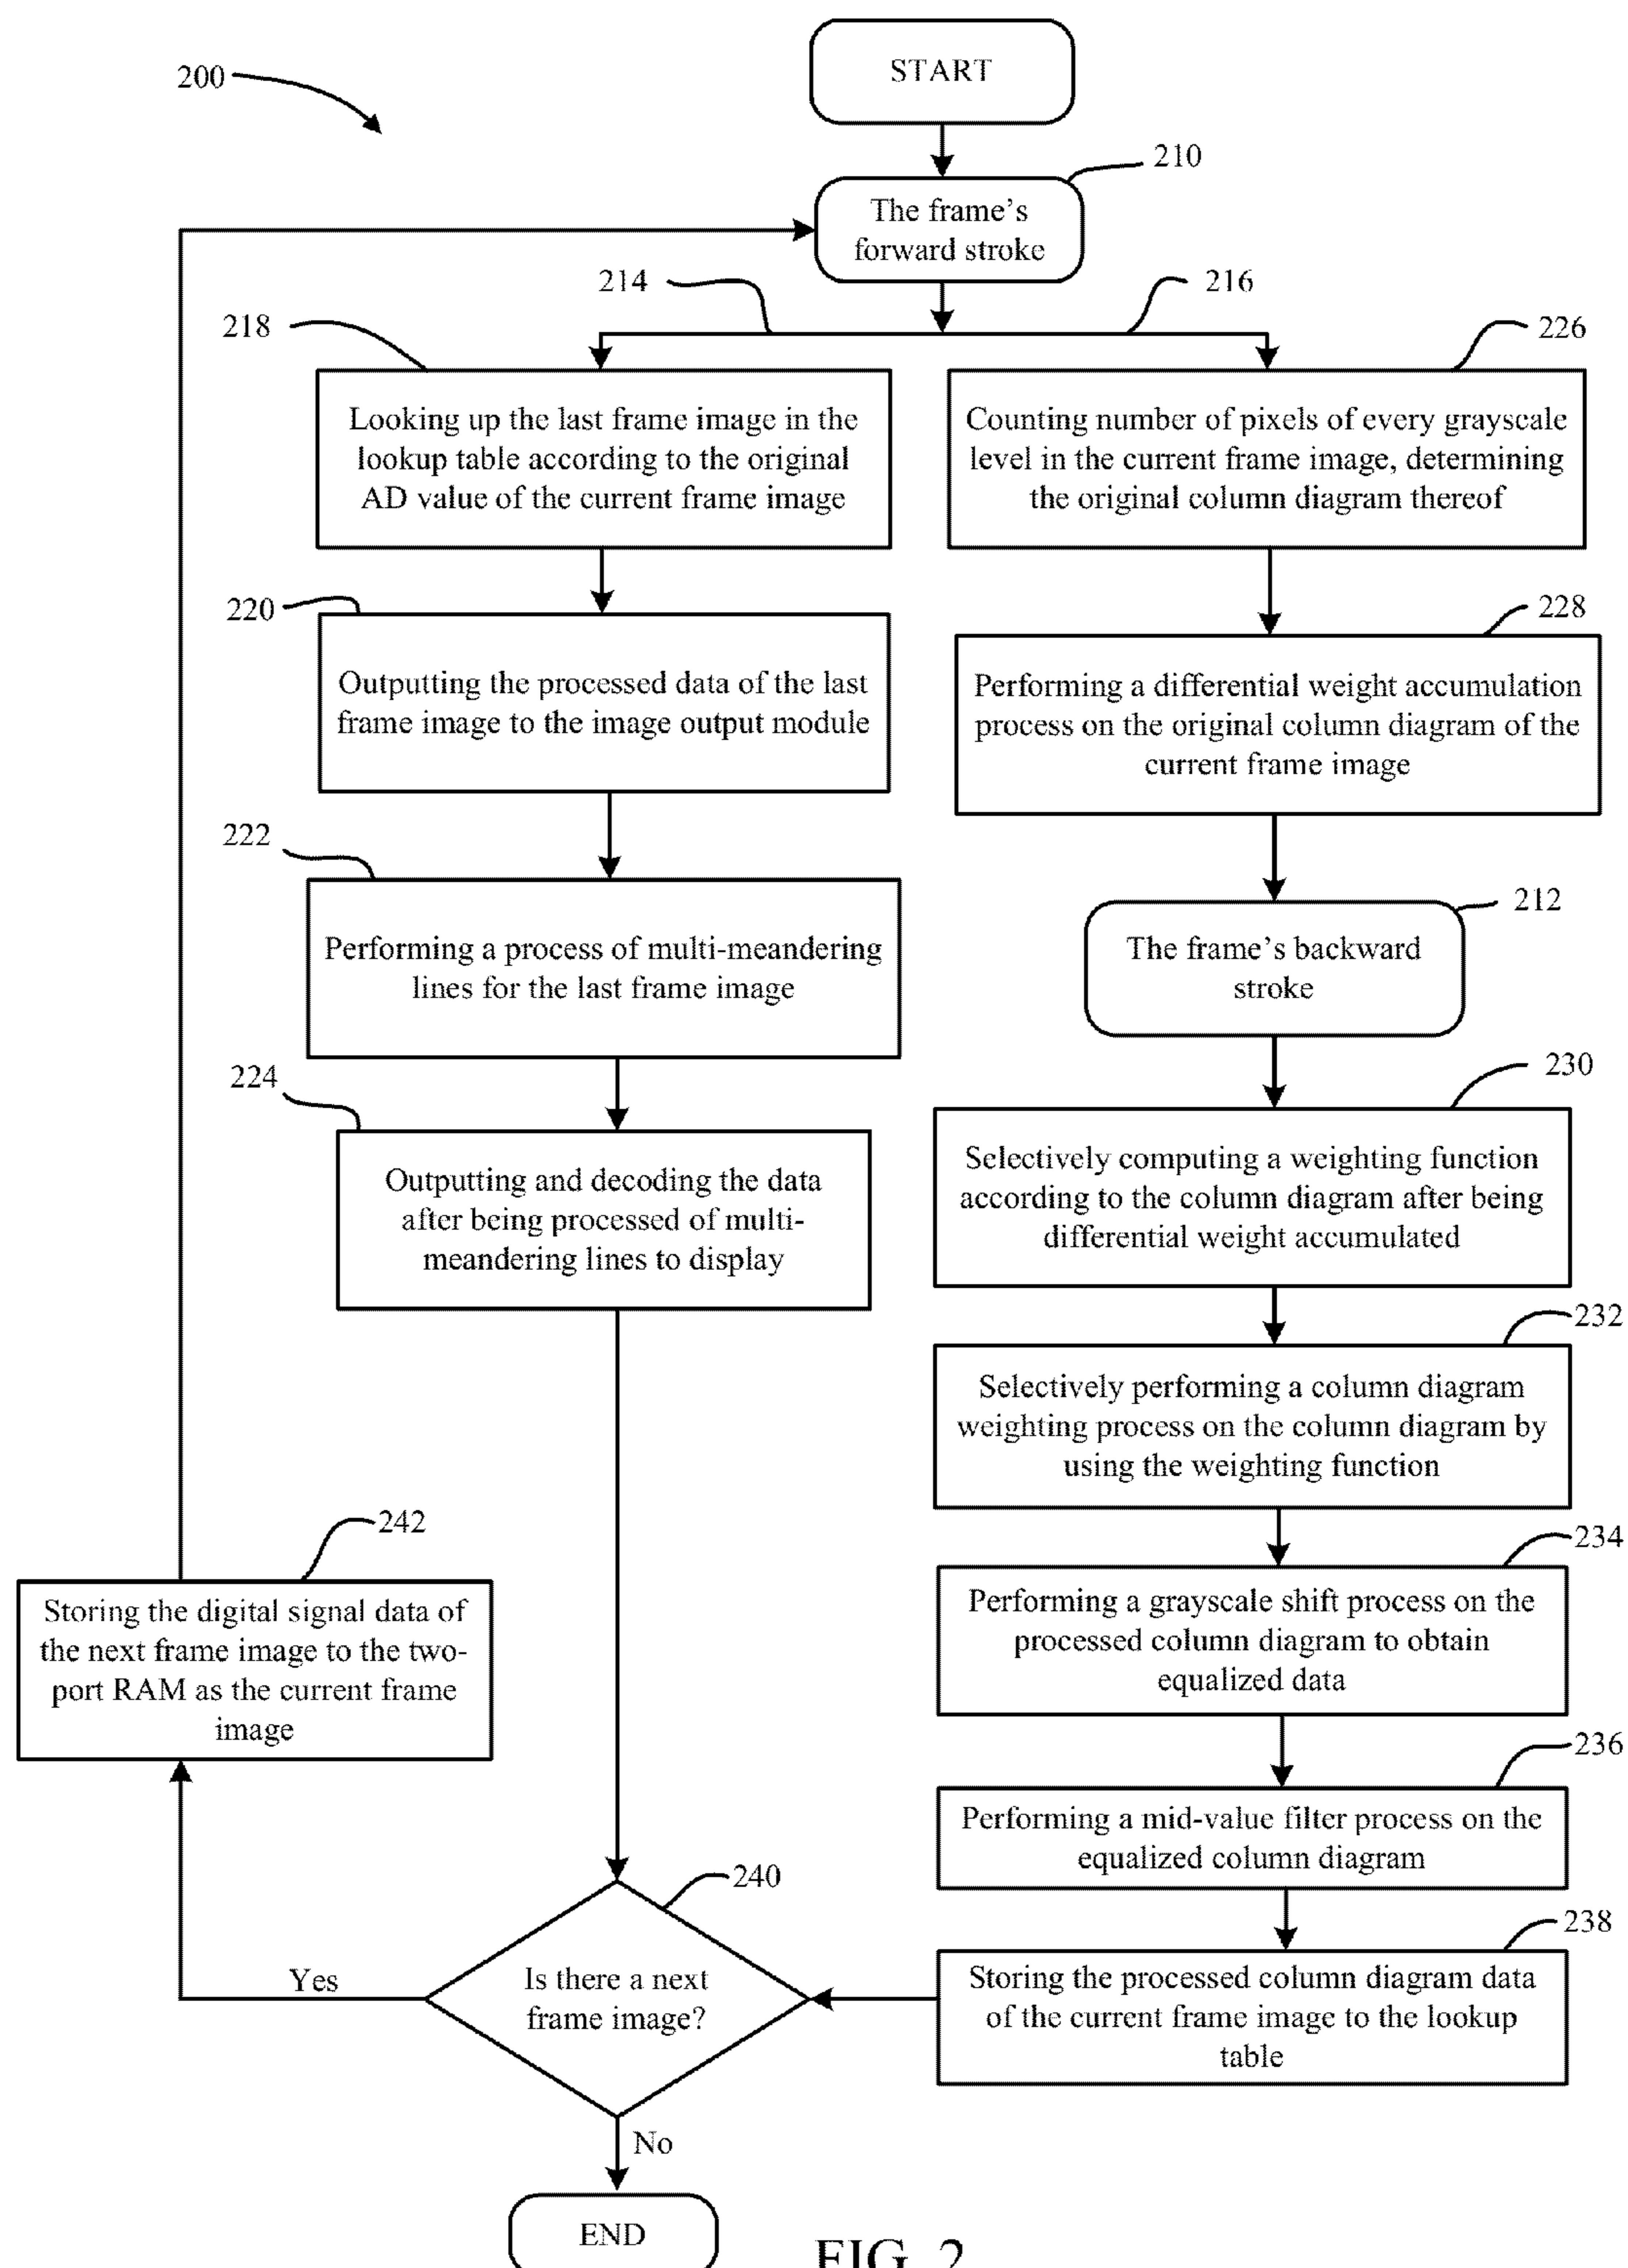 START
200
210
The frame's
forward stroke
214
216
218
226
Looking up the last frame image in the
lookup table according to the original
AD value of the current frame image
Counting number of pixels of every grayscale
level in the current frame image, determining
the original column diagram thereof
220
228
Outputting the processed data of the last
frame image to the image output module
Performing a differential weight accumulation
process on the original column diagram of the
current frame image
222
212
Performing a process of multi-meandering
lines for the last frame image
The frame's backward
stroke
224
230
Outputting and decoding the data
after being processed of multi-
meandering lines to display
Selectively computing a weighting function
according to the column diagram after being
differential weight accumulated
232
Selectively performing a column diagram
weighting process on the column diagram by
using the weighting function
242
234
Storing the digital signal data of
the next frame image to the two-
port RAM as the current frame
image
Performing a grayscale shift process on the
processed column diagram to obtain
equalized data
236
Performing a mid-value filter process on the
equalized column diagram
240
238
Is there a next
frame image?
Yes
Storing the processed column diagram data
of the current frame image to the lookup
table
No
END
FIG. 2